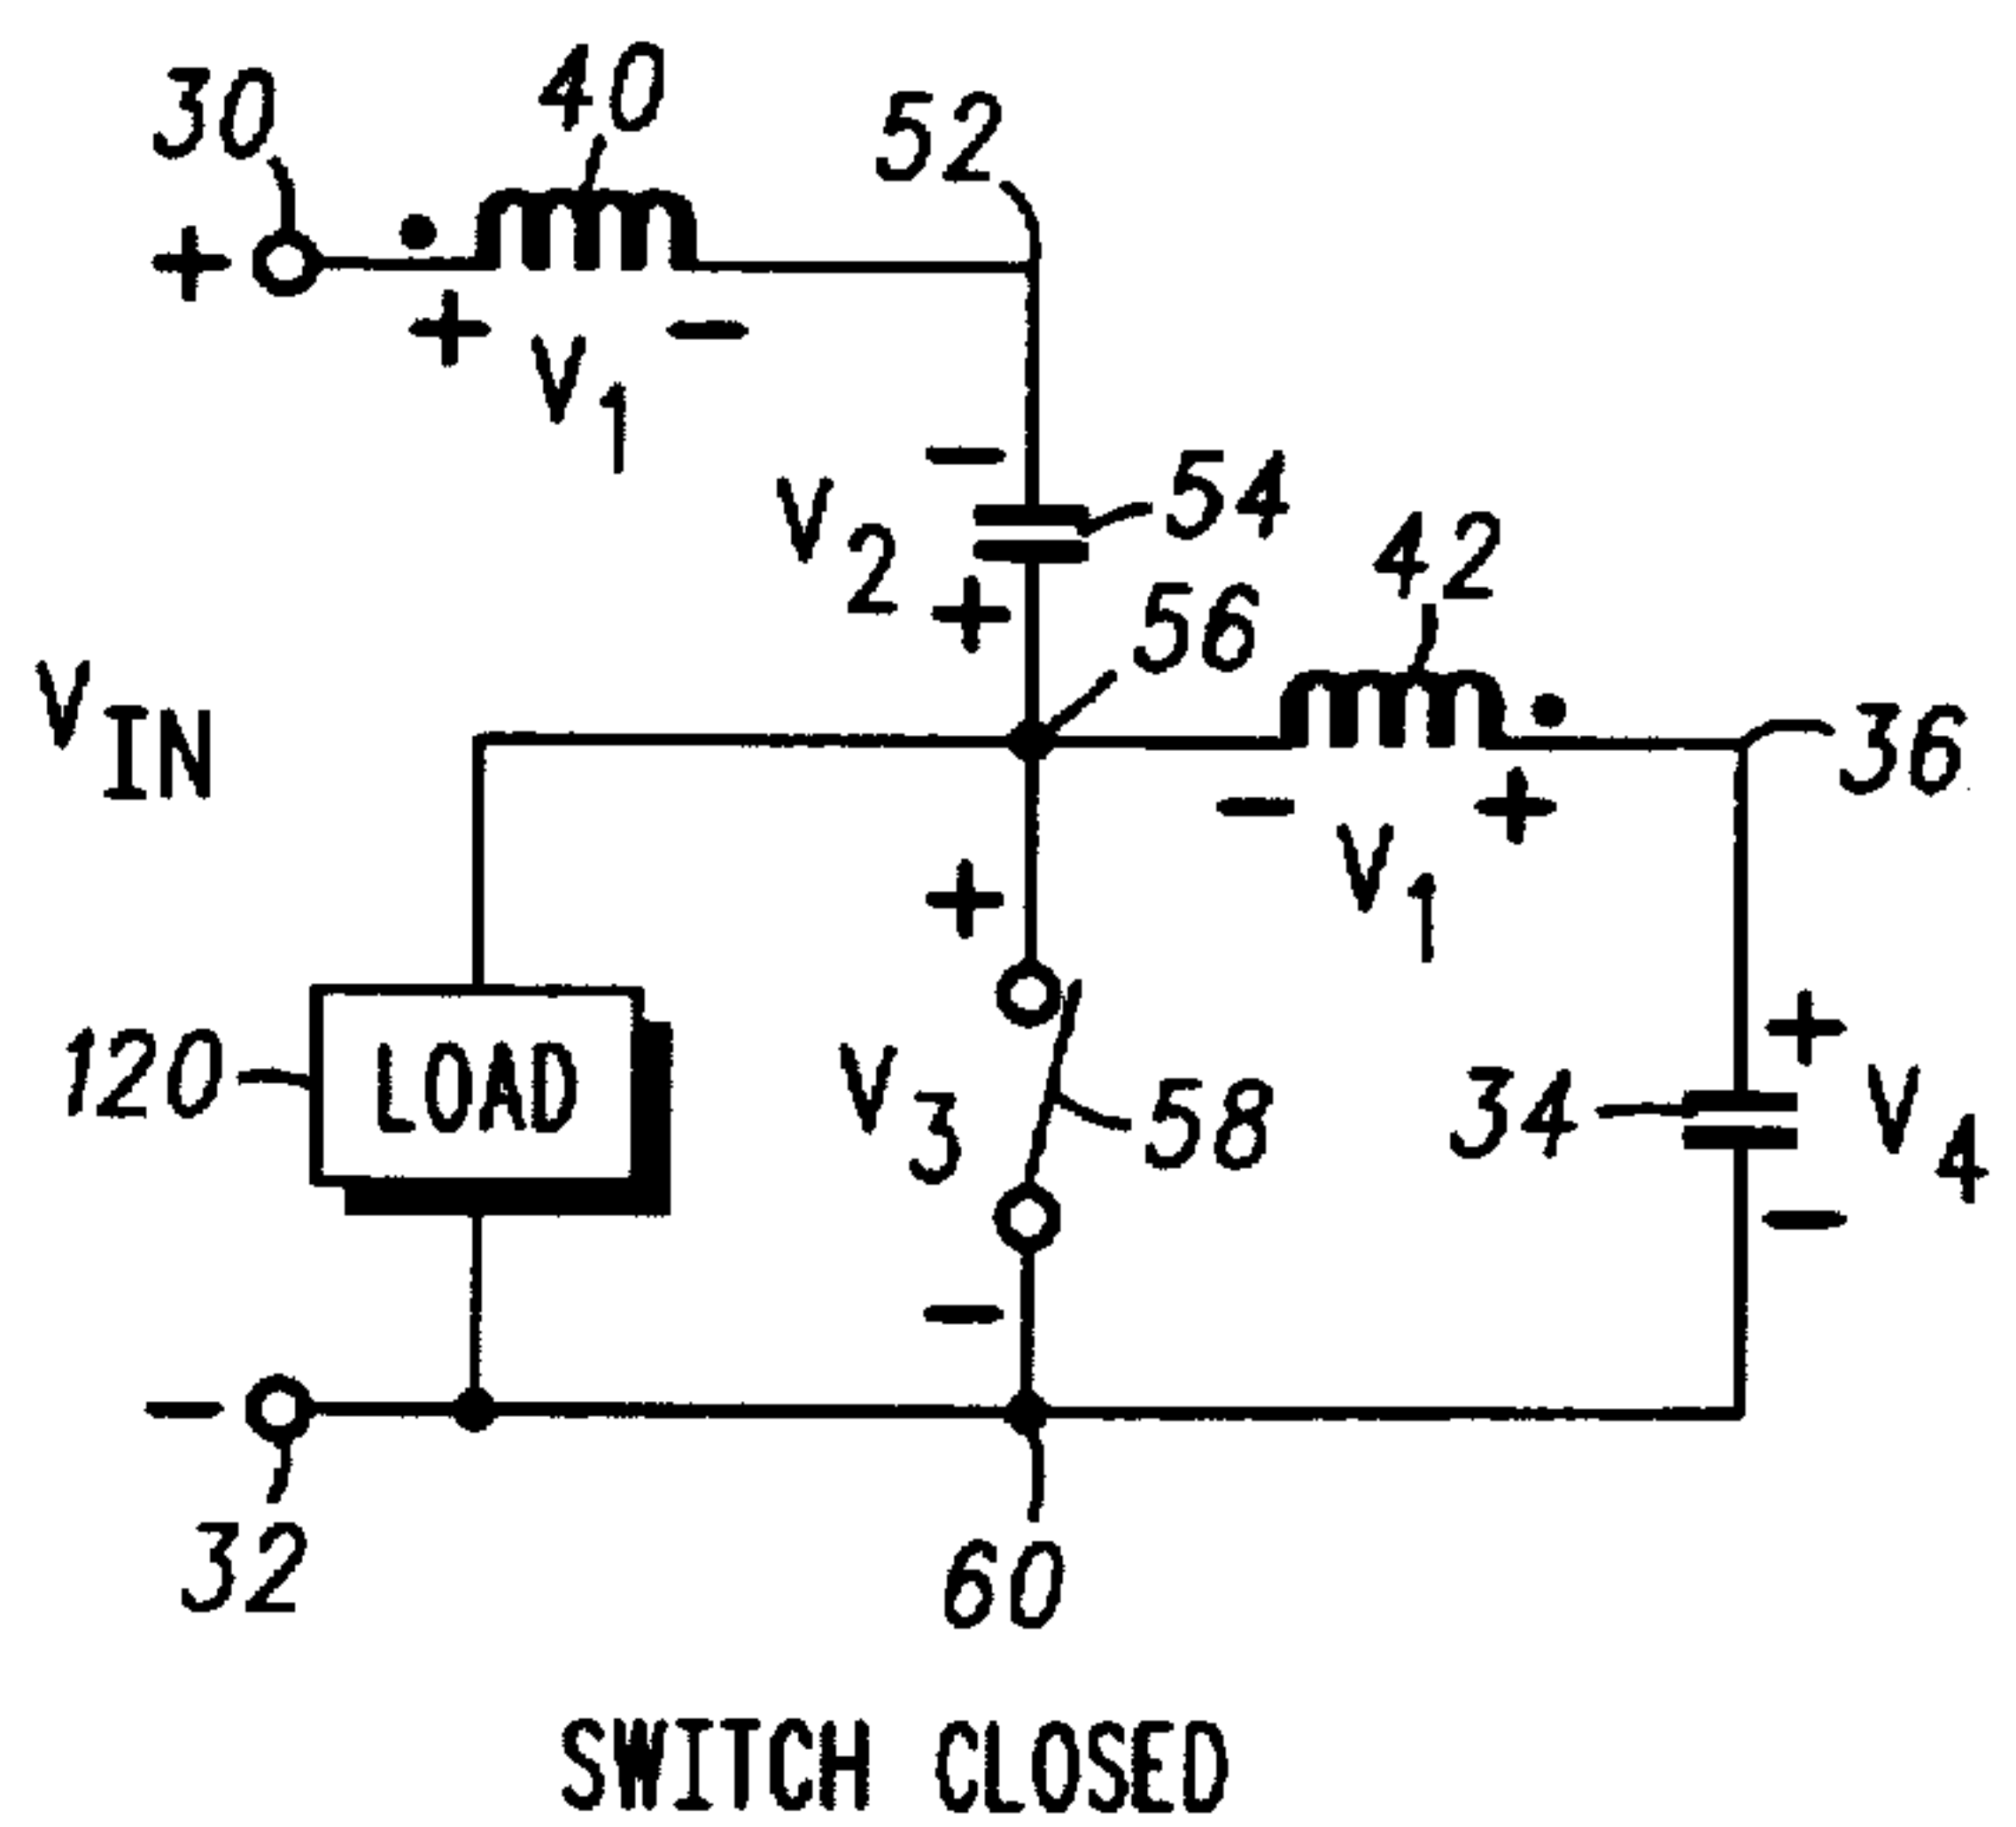 30
40
52
+
+ V1 -
-
V2
54
+
56
42
VIN
36
- V1 +
+
120
LOAD
V3
58
34
+
V4
-
-
-
32
60
SWITCH CLOSED